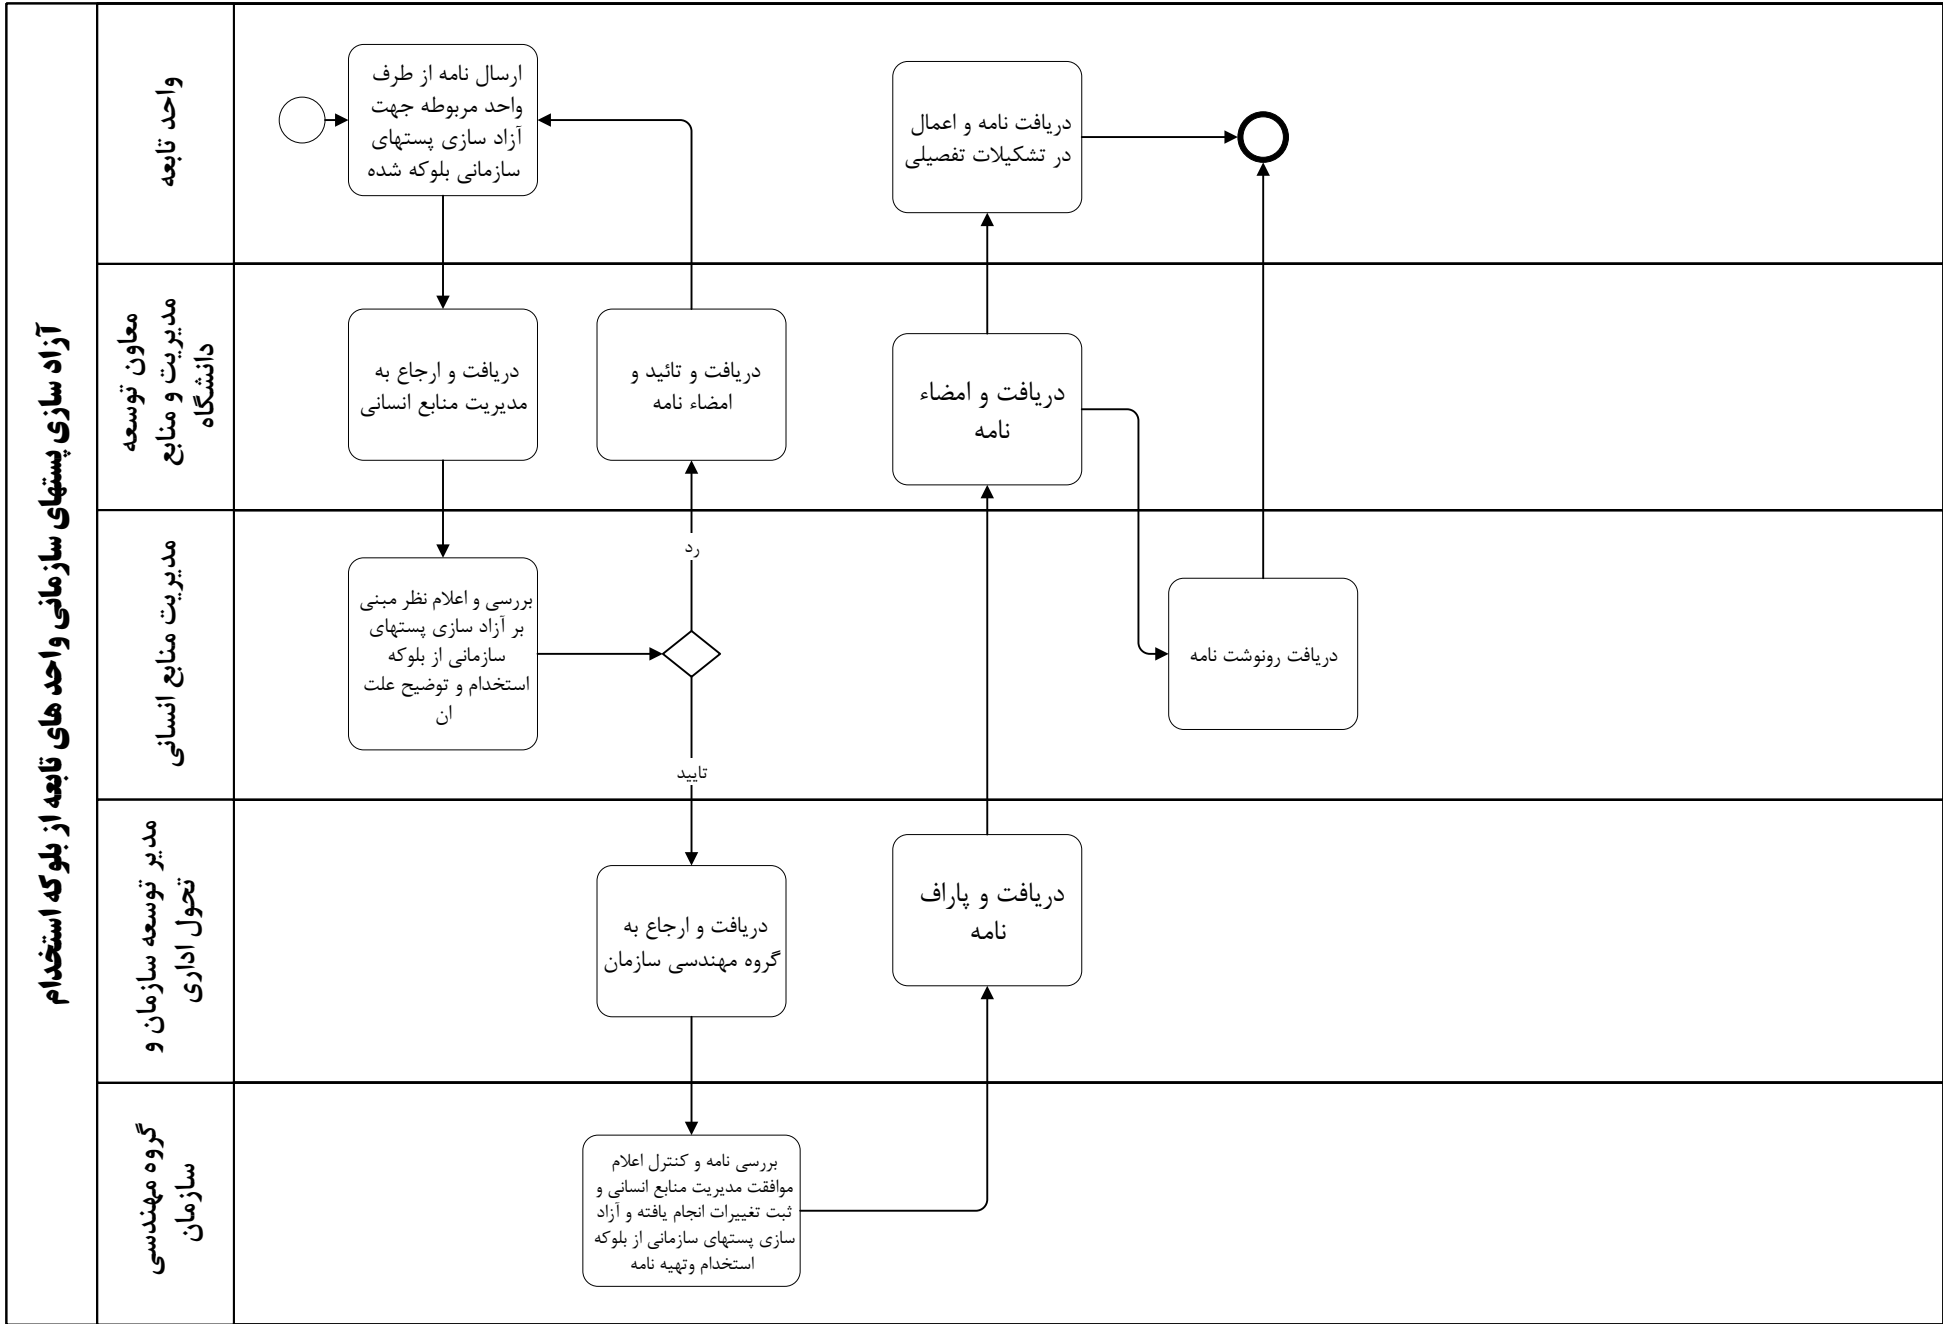 آزاد سازی پستهای سازمانی واحد های تابعه از بلوکه استخدام
واحد تابعه
ارسال نامه از طرف
واحد مربوطه جهت
آزاد سازی پستهای
سازمانی بلوکه شده
دریافت نامه و اعمال
در تشکیلات تفصیلی
معاون توسعه
مدیریت و منابع
دانشگاه
دریافت و ارجاع به
مدیریت منابع انسانی
دریافت و تائید و
امضاء نامه
دریافت و امضاء
نامه
مدیریت منابع انسانی
بررسی و اعلام نظر مبنی
بر آزاد سازی پستهای
سازمانی از بلوکه
استخدام و توضیح علت
ان
رد
تایید
دریافت رونوشت نامه
مدیر توسعه سازمان و
تحول اداری
دریافت و ارجاع به
گروه مهندسی سازمان
دریافت و پاراف
نامه
گروه مهندسی
سازمان
بررسی نامه و کنترل اعلام
موافقت مدیریت منابع انسانی و
ثبت تغییرات انجام یافته و آزاد
سازی پستهای سازمانی از بلوکه
استخدام وتهیه نامه